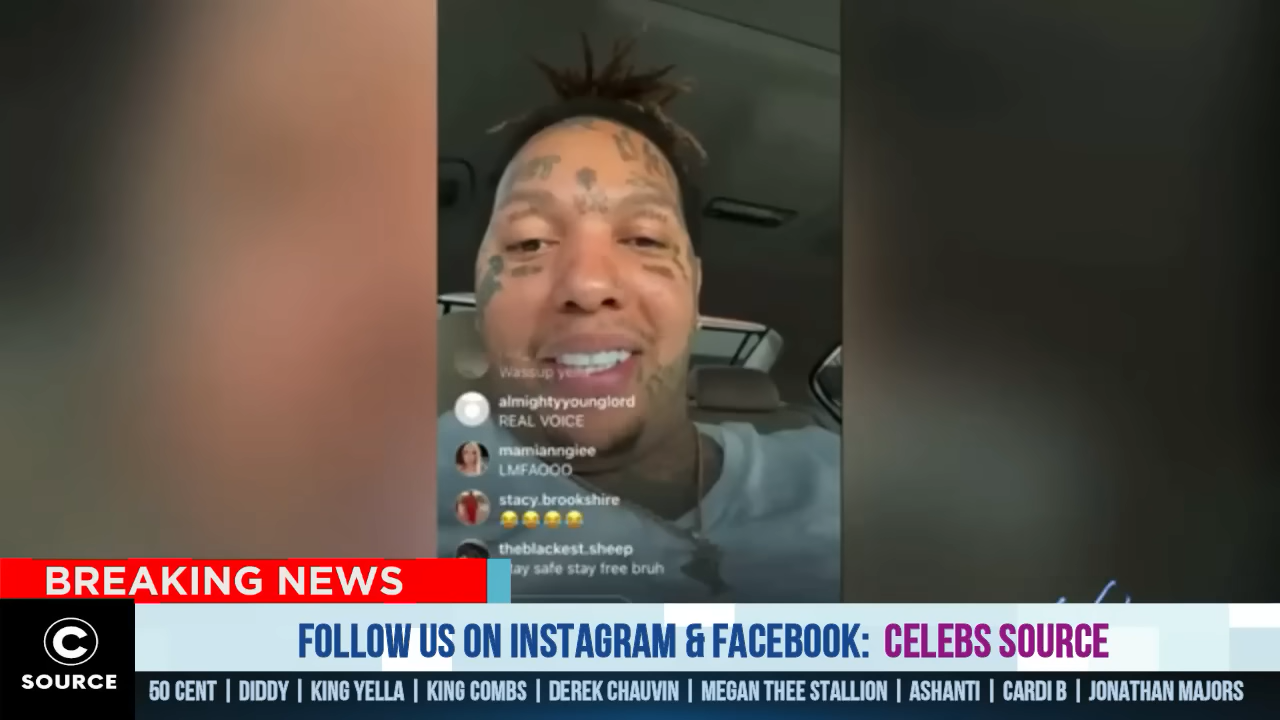 Wassup
almightyyounglord
REAL VOICE
mamianngiee
LMFAOOO
stacy.brookshire
😂😂😂😂
theblackest.sheep
tay safe stay free bruh
BREAKING NEWS
C
SOURCE
FOLLOW US ON INSTAGRAM & FACEBOOK: CELEBS SOURCE
50 CENT | DIDDY | KING YELLA | KING COMBS | DEREK CHAUVIN | MEGAN THEE STALLION | ASHANTI | CARDI B | JONATHAN MAJORS